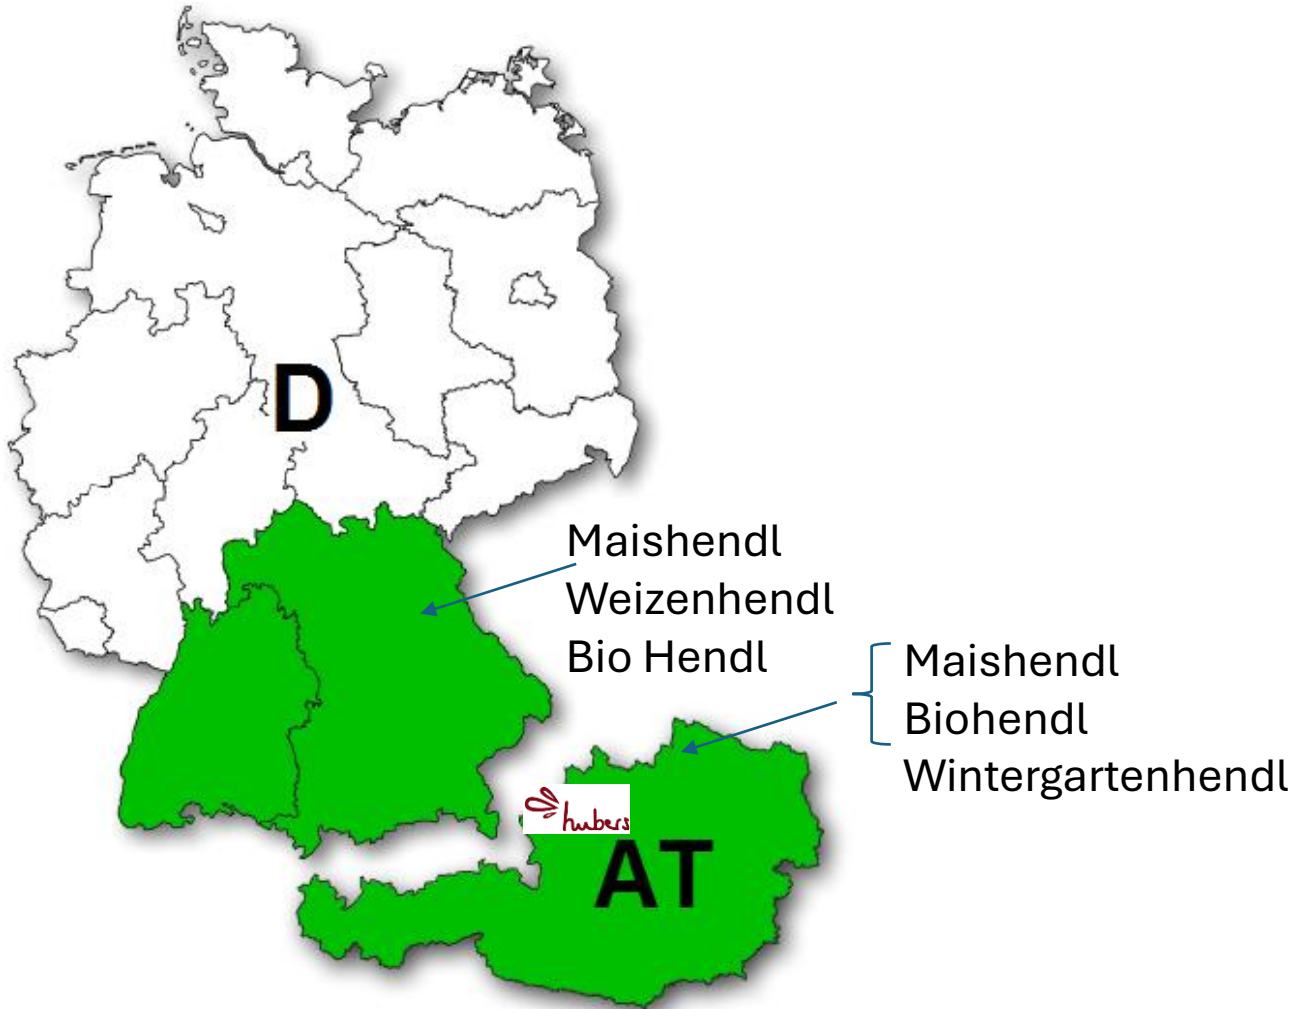 D
Maishendl
Weizenhendl
Bio Hendl
Maishendl
Biohendl
Wintergartenhendl
hubers
AT